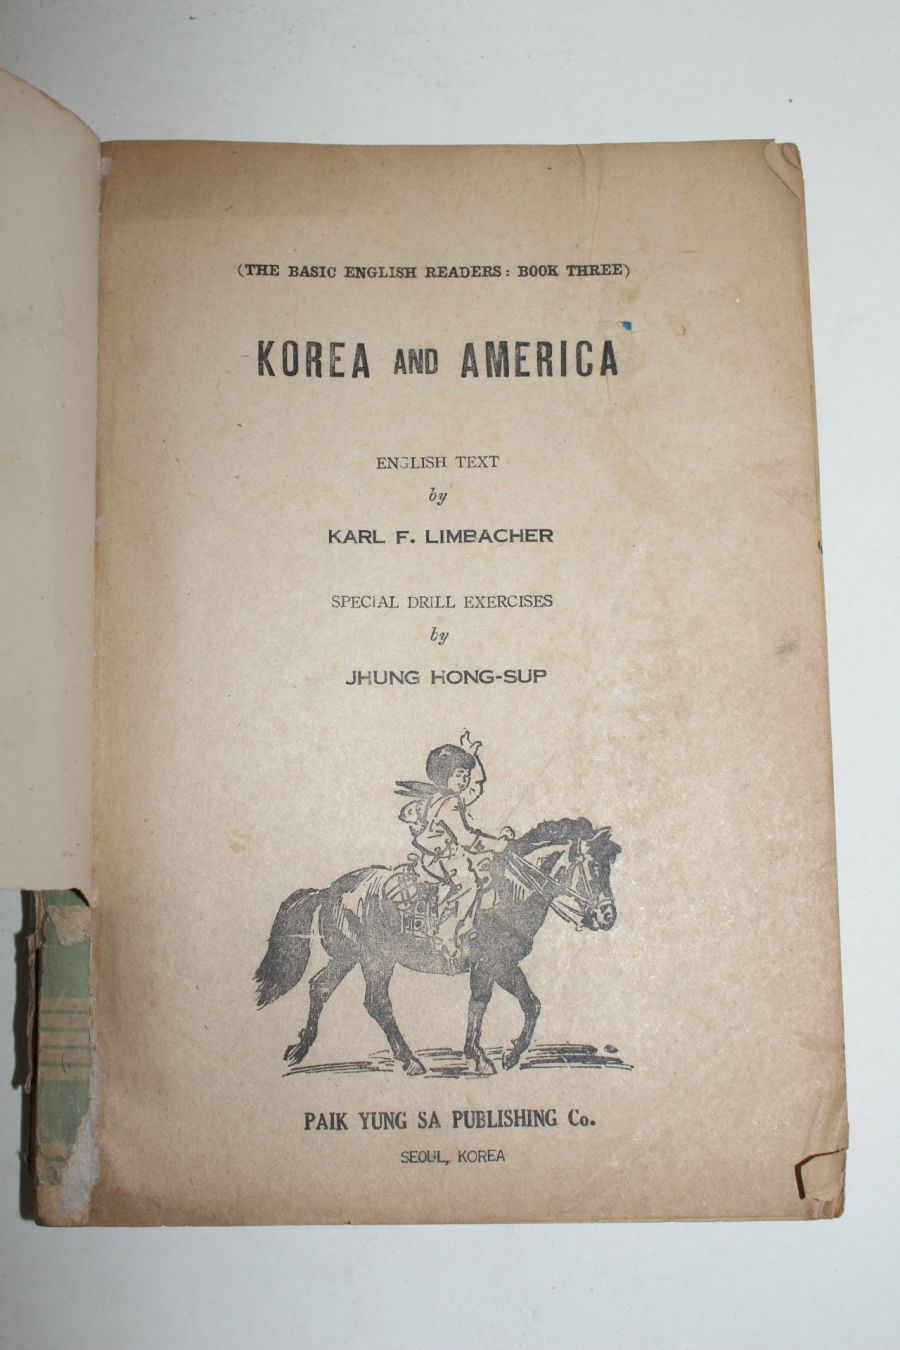 (THE BASIC ENGLISH READERS: BOOK THREE)
KOREA AND AMERICA
ENGLISH TEXT
by
KARL F. LIMBACHER
SPECIAL DRILL EXERCISES
by
JHUNG HONG-SUP
PAIK YUNG SA PUBLISHING Co.
SEOUL, KOREA